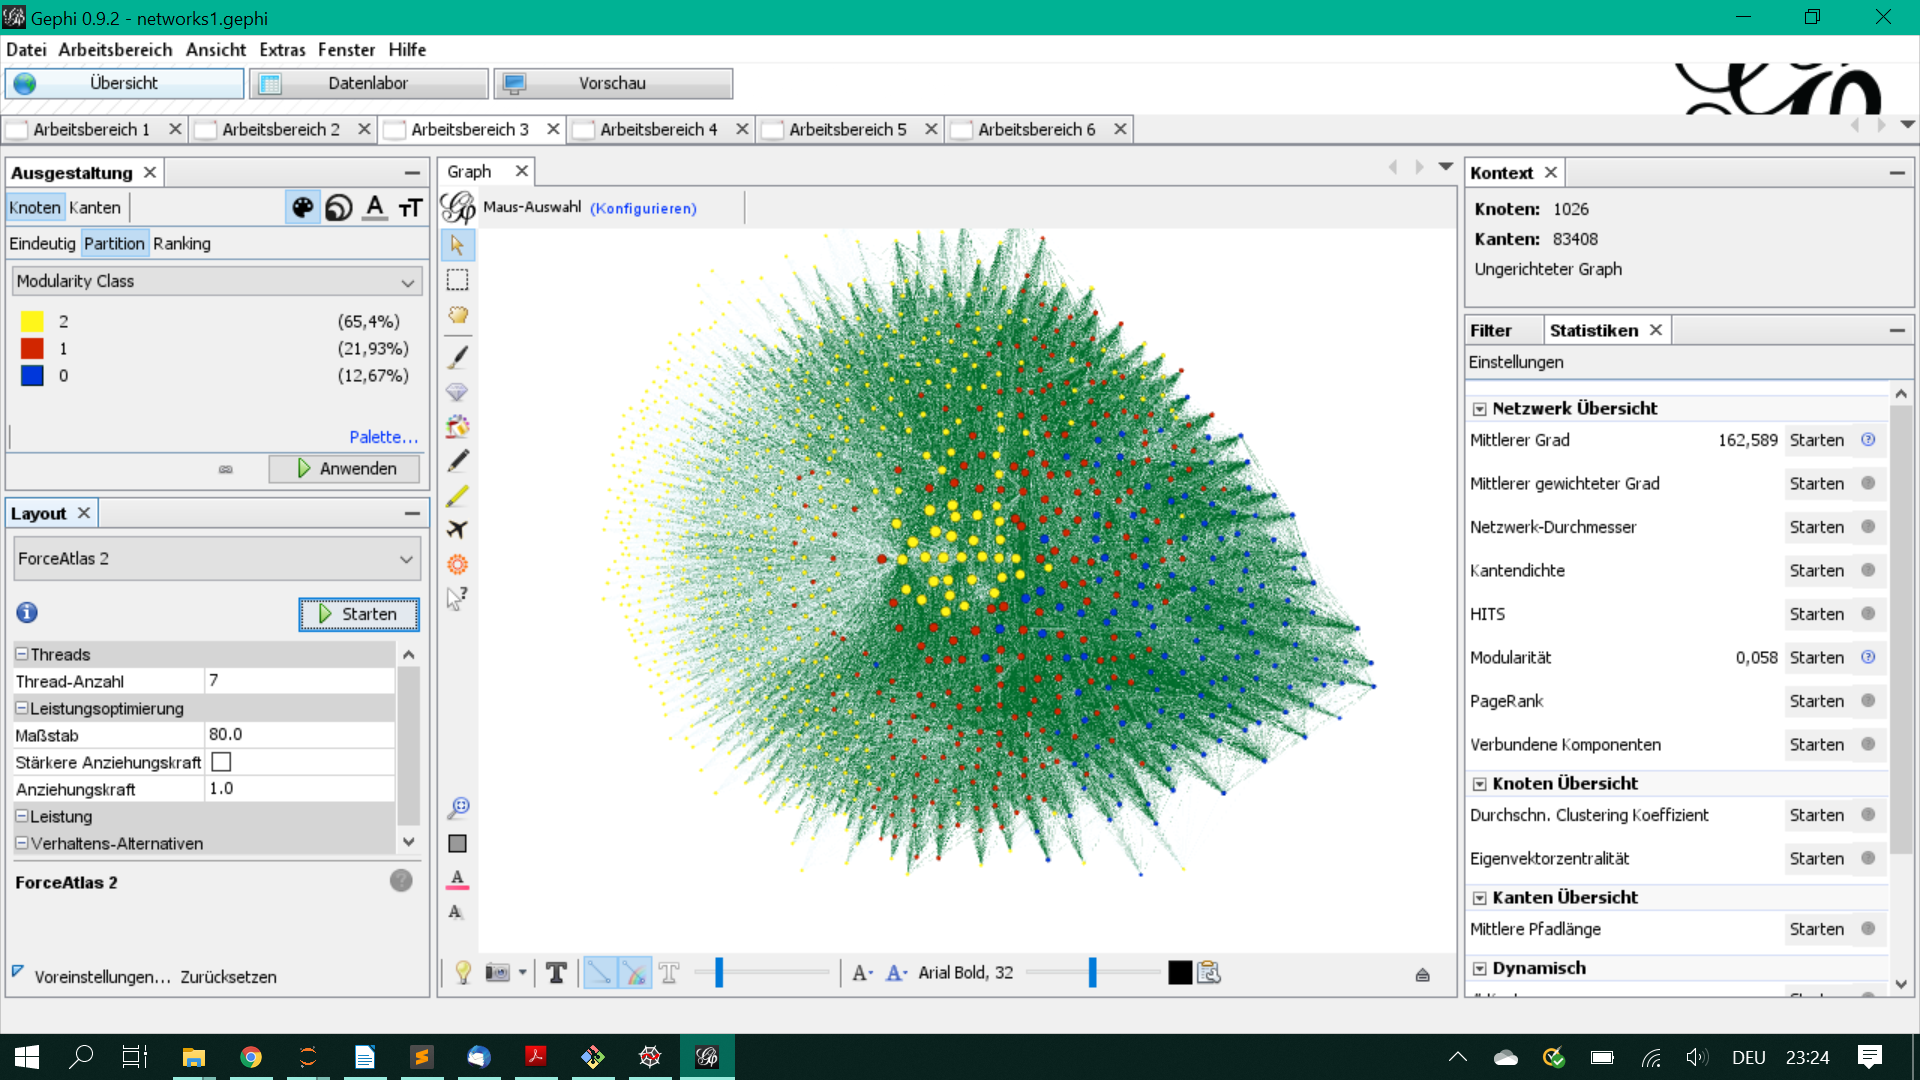 Gephi 0.9.2 - networks1.gephi
Datei Arbeitsbereich Ansicht Extras Fenster Hilfe
Übersicht Datenlabor Vorschau
Arbeitsbereich 1 Arbeitsbereich 2 Arbeitsbereich 3 Arbeitsbereich 4 Arbeitsbereich 5 Arbeitsbereich 6
Ausgestaltung
Knoten Kanten
Eindeutig Partition Ranking
Modularity Class
2 (65,4%)
1 (21,93%)
0 (12,67%)
Palette...
Anwenden
Layout
ForceAtlas 2
Starten
Threads
Thread-Anzahl 7
Leistungsoptimierung
Maßstab 80.0
Stärkere Anziehungskraft
Anziehungskraft 1.0
Leistung
Verhaltens-Alternativen
ForceAtlas 2
Voreinstellungen... Zurücksetzen
Graph
Maus-Auswahl (Konfigurieren)
Arial Bold, 32
Kontext
Knoten: 1026
Kanten: 83408
Ungerichteter Graph
Filter Statistiken
Einstellungen
Netzwerk Übersicht
Mittlerer Grad 162,589 Starten
Mittlerer gewichteter Grad Starten
Netzwerk-Durchmesser Starten
Kantendichte Starten
HITS Starten
Modularität 0,058 Starten
PageRank Starten
Verbundene Komponenten Starten
Knoten Übersicht
Durchschn. Clustering Koeffizient Starten
Eigenvektorzentralität Starten
Kanten Übersicht
Mittlere Pfadlänge Starten
Dynamisch
DEU 23:24